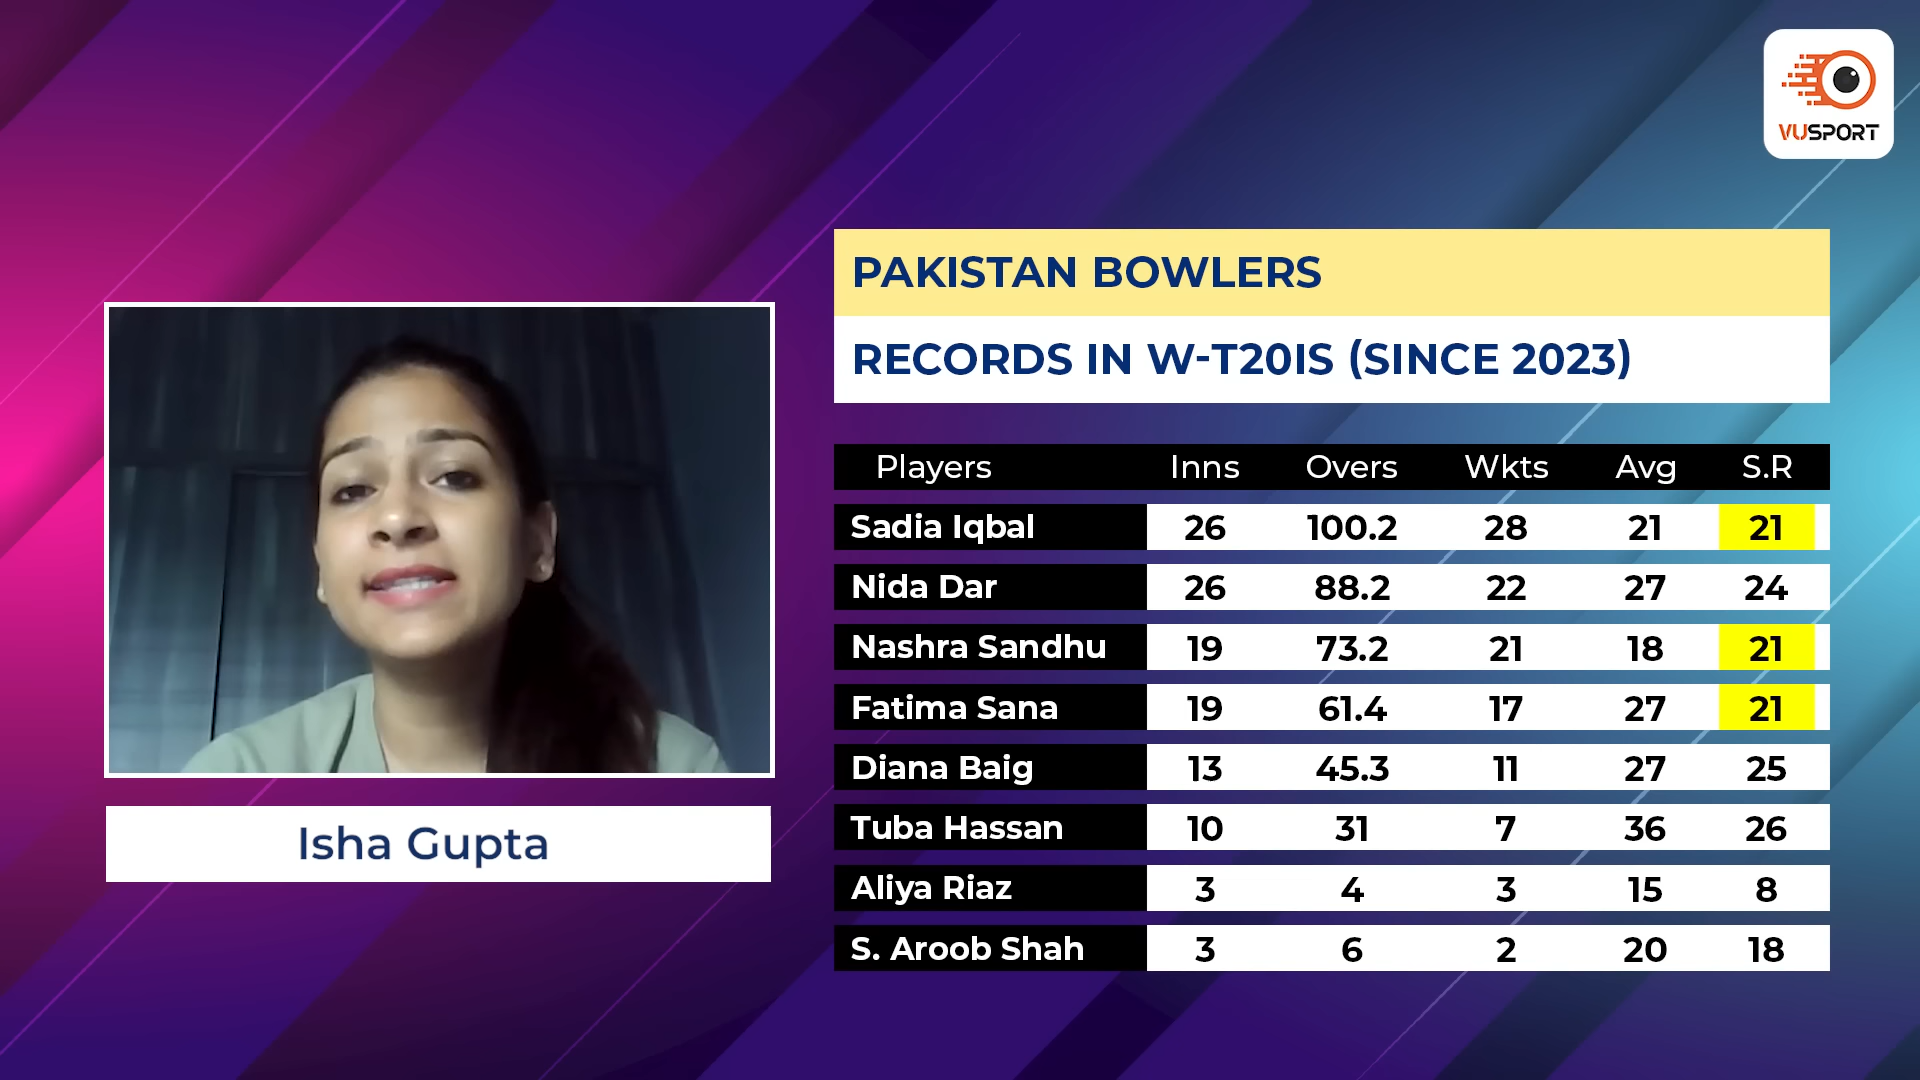 VUSPORT
PAKISTAN BOWLERS
RECORDS IN W-T20IS (SINCE 2023)
Players Inns Overs Wkts Avg S.R
Sadia Iqbal 26 100.2 28 21 21
Nida Dar 26 88.2 22 27 24
Nashra Sandhu 19 73.2 21 18 21
Fatima Sana 19 61.4 17 27 21
Diana Baig 13 45.3 11 27 25
Tuba Hassan 10 31 7 36 26
Aliya Riaz 3 4 3 15 8
S. Aroob Shah 3 6 2 20 18
Isha Gupta